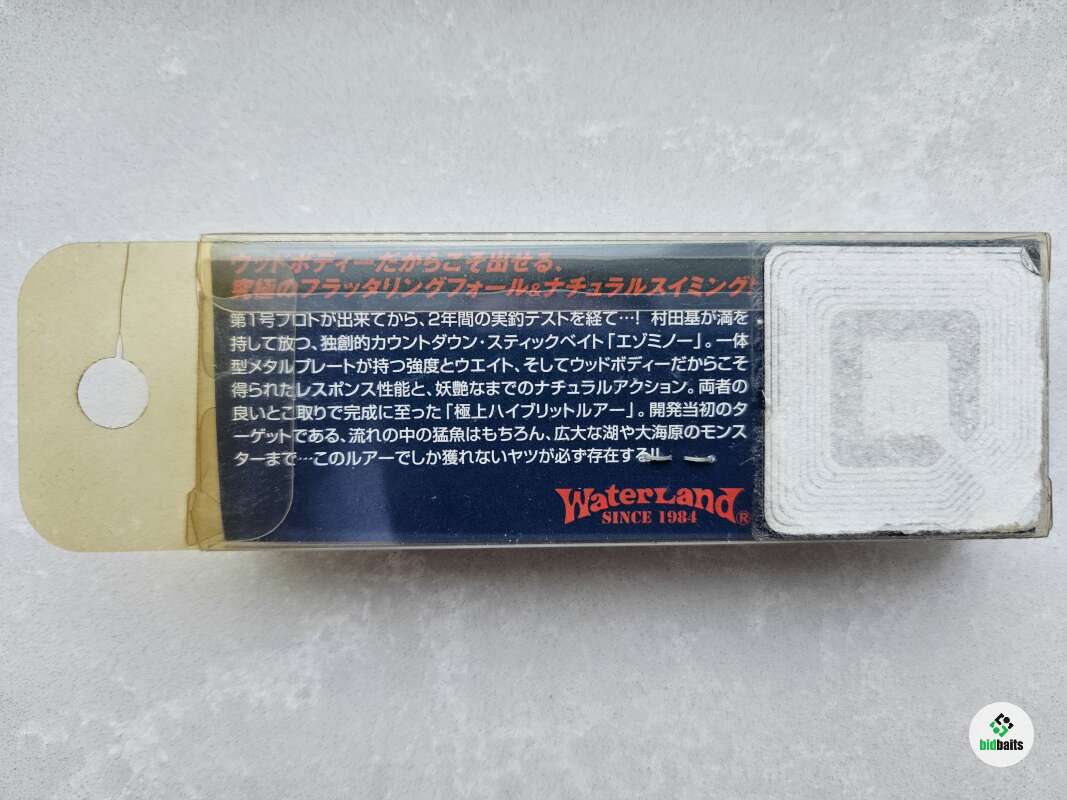 ウッドボディーだからこそ出せる、
究極のフラッタリングフォール&ナチュラルスイミング!
第1号プロトが出来てから、2年間の実釣テストを経て…! 村田基が満を
持して放つ、独創的カウントダウン・スティックベイト「エゾミノー」。一体
型メタルプレートが持つ強度とウエイト、そしてウッドボディーだからこそ
得られたレスポンス性能と、妖艶なまでのナチュラルアクション。両者の
良いとこ取りで完成に至った「極上ハイブリットルアー」。開発当初のタ
ーゲットである、流れの中の猛魚はもちろん、広大な湖や大海原のモンス
ターまで…このルアーでしか獲れないヤツが必ず存在する!!
WaterLand®
SINCE 1984
bidbaits